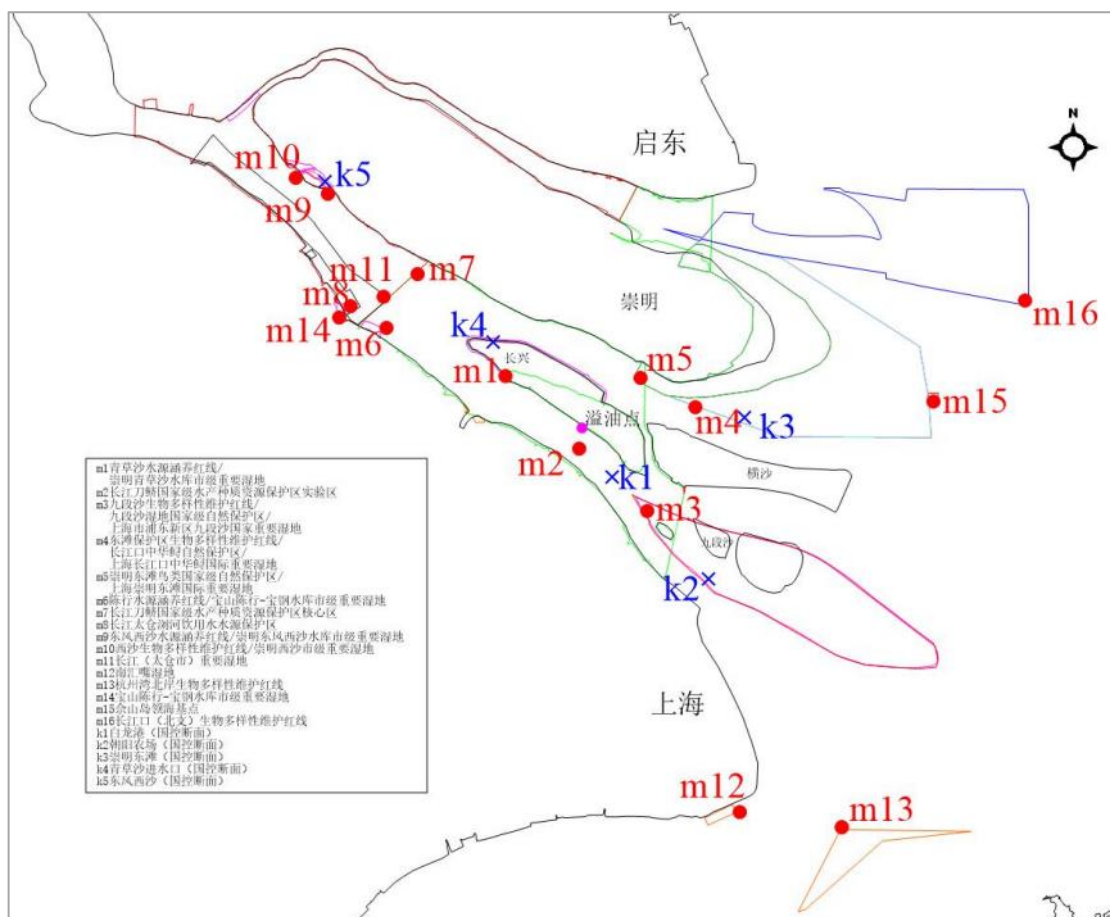 N
启东
m10
k5
m9
m7
m11
m8
崇明
m16
m14
m6
k4
长兴
m1
m5
m15
m4
k3
溢油点
m2
横沙
k1
m3
九段沙
k2
上海
m12
m13
m1青草沙水源涵养红线/
崇明青草沙水库市级重要湿地
m2长江刀鲚国家级水产种质资源保护区实验区
m3九段沙生物多样性维护红线/
九段沙湿地国家级自然保护区/
上海市浦东新区九段沙国家重要湿地
m4东滩保护区生物多样性维护红线/
长江口中华鲟自然保护区/
上海长江口中华鲟国际重要湿地
m5崇明东滩鸟类国家级自然保护区/
上海崇明东滩国际重要湿地
m6陈行水源涵养红线/宝山陈行-宝钢水库市级重要湿地
m7长江刀鲚国家级水产种质资源保护区核心区
m8长江太仓浏河饮用水水源保护区
m9东风西沙水源涵养红线/崇明东风西沙水库市级重要湿地
m10西沙生物多样性维护红线/崇明西沙市级重要湿地
m11长江（太仓市）重要湿地
m12南汇嘴湿地
m13杭州湾北岸生物多样性维护红线
m14宝山陈行-宝钢水库市级重要湿地
m15佘山岛领海基点
m16长江口（北支）生物多样性维护红线
k1白龙港（国控断面）
k2朝阳农场（国控断面）
k3崇明东滩（国控断面）
k4青草沙进水口（国控断面）
k5东风西沙（国控断面）